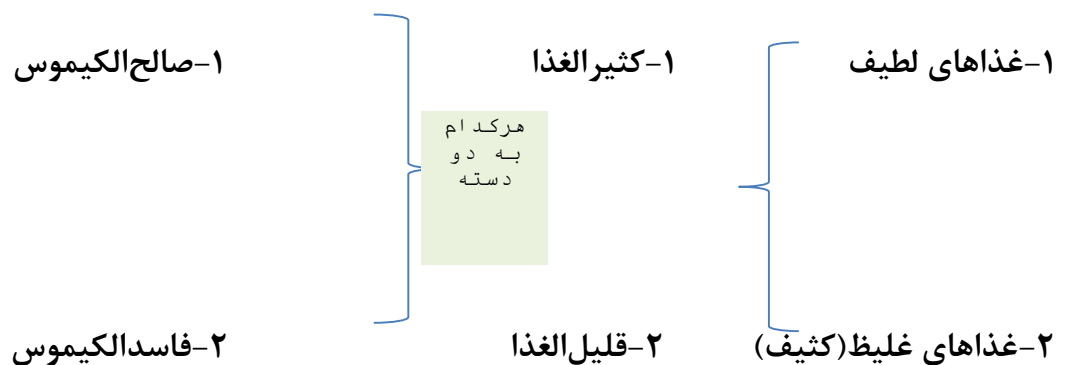 ۱-غذاهای لطیف
۱-کثیرالغذا
۱-صالح‌الکیموس
هرکدام
به دو
دسته
۲-غذاهای غلیظ(کثیف)
۲-قلیل‌الغذا
۲-فاسدالکیموس